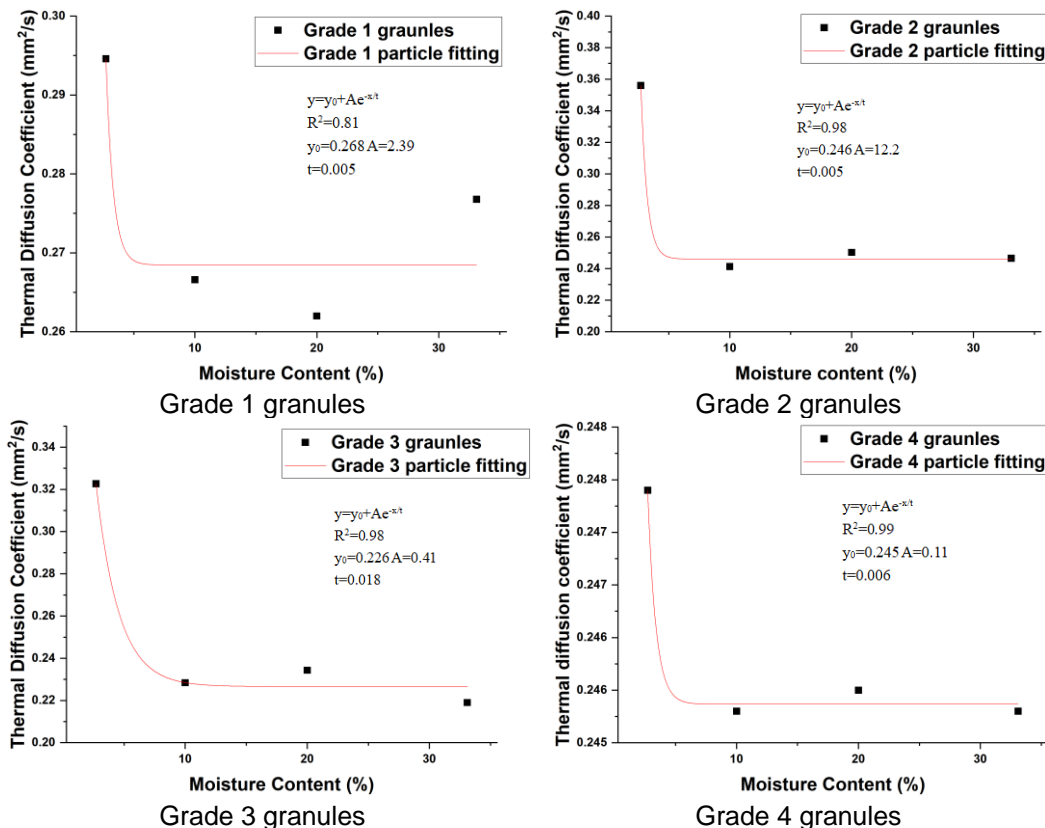 Thermal Diffusion Coefficient (mm²/s)
0.30
0.29
0.28
0.27
0.26
Grade 1 graunles
Grade 1 particle fitting
y=y₀+Ae^-x/t
R²=0.81
y₀=0.268 A=2.39
t=0.005
10 20 30
Moisture Content (%)
Grade 1 granules
Thermal Diffusion Coefficient (mm²/s)
0.40
0.38
0.36
0.34
0.32
0.30
0.28
0.26
0.24
0.22
0.20
Grade 2 graunles
Grade 2 particle fitting
y=y₀+Ae^-x/t
R²=0.98
y₀=0.246 A=12.2
t=0.005
10 20 30
Moisture content (%)
Grade 2 granules
Thermal Diffusion Coefficient (mm²/s)
0.34
0.32
0.30
0.28
0.26
0.24
0.22
0.20
Grade 3 graunles
Grade 3 particle fitting
y=y₀+Ae^-x/t
R²=0.98
y₀=0.226 A=0.41
t=0.018
10 20 30
Moisture Content (%)
Grade 3 granules
Thermal diffusion coefficient (mm²/s)
0.248
0.248
0.247
0.247
0.246
0.246
0.245
Grade 4 graunles
Grade 4 particle fitting
y=y₀+Ae^-x/t
R²=0.99
y₀=0.245 A=0.11
t=0.006
10 20 30
Moisture Content (%)
Grade 4 granules